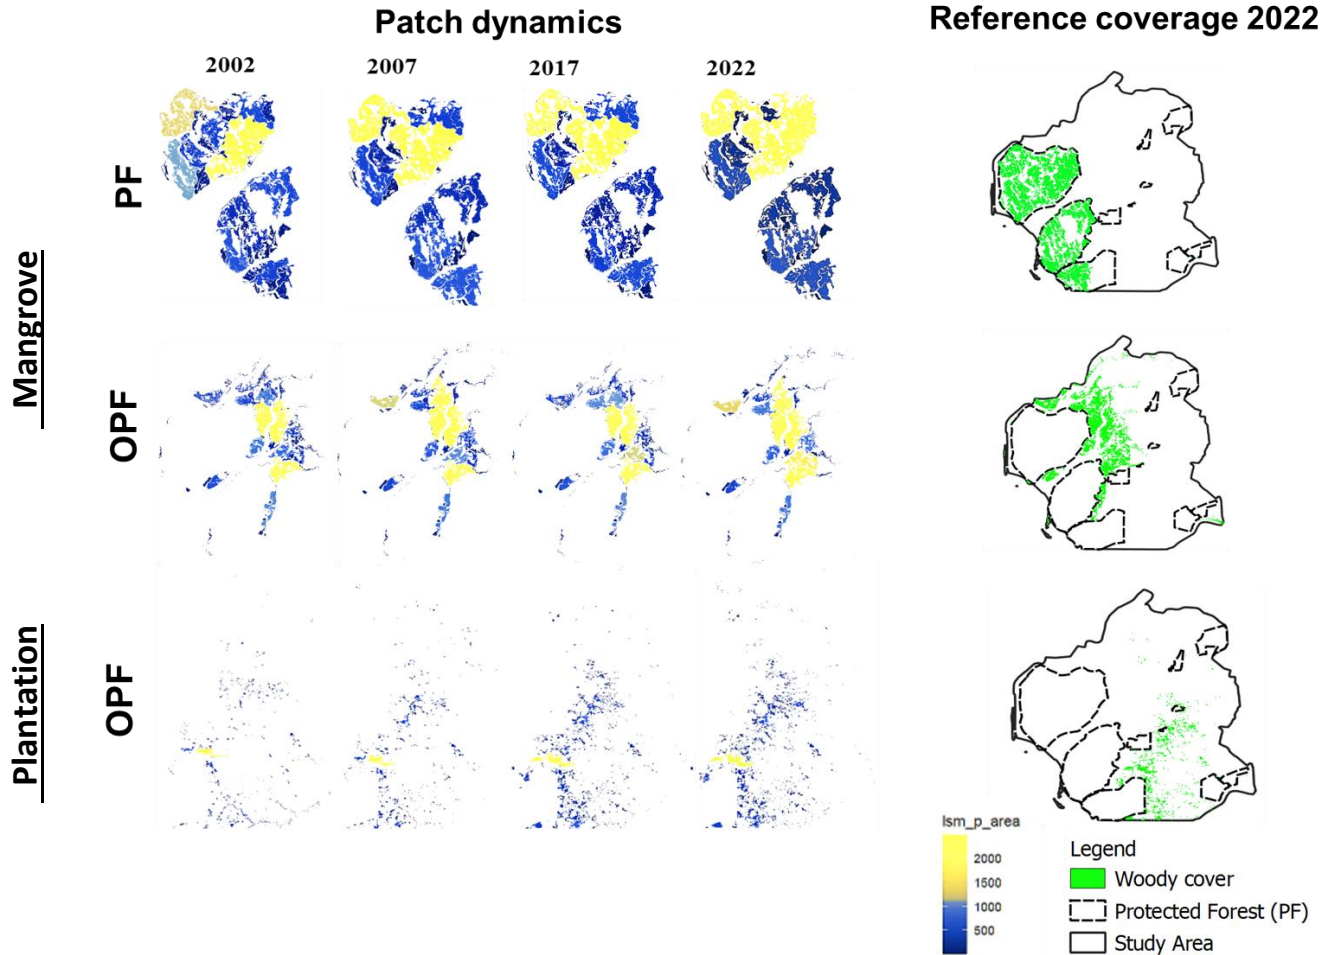 Patch dynamics
Reference coverage 2022
2002
2007
2017
2022
Mangrove
PF
OPF
Plantation
OPF
lsm_p_area
2000
1500
1000
500
Legend
Woody cover
Protected Forest (PF)
Study Area